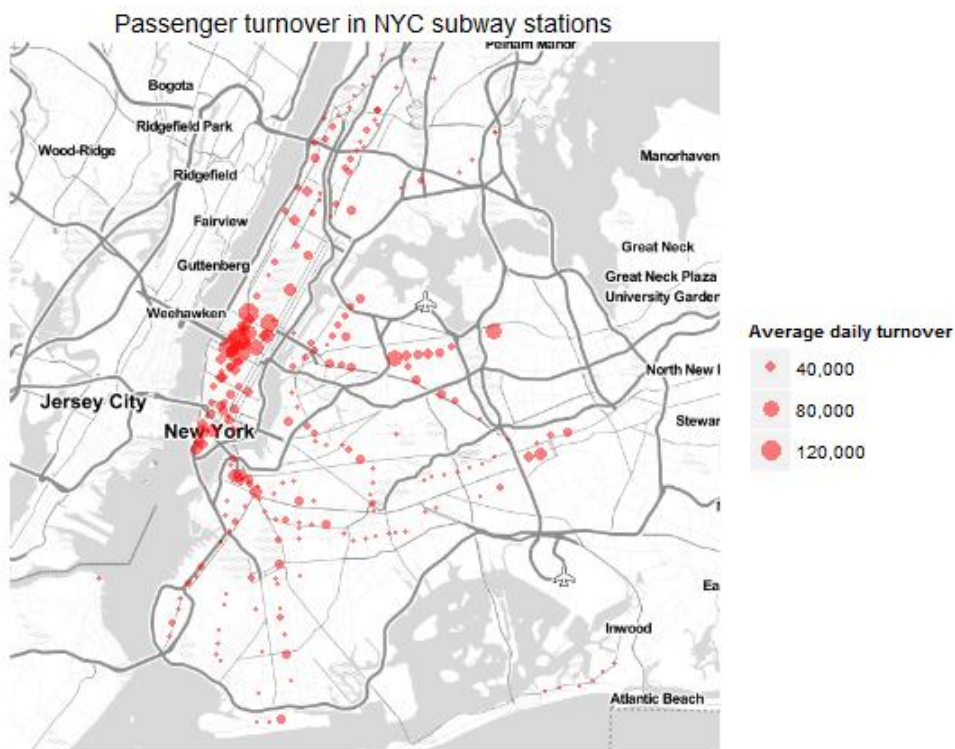 Passenger turnover in NYC subway stations
Pelham Manor
Bogota
Ridgefield Park
Wood-Ridge
Manorhaven
Ridgefield
Fairview
Great Neck
Guttenberg
Great Neck Plaza
University Garden
Weehawken
Average daily turnover
40,000
North New
Jersey City
80,000
Stewar
New York
120,000
Ea
Inwood
Atlantic Beach